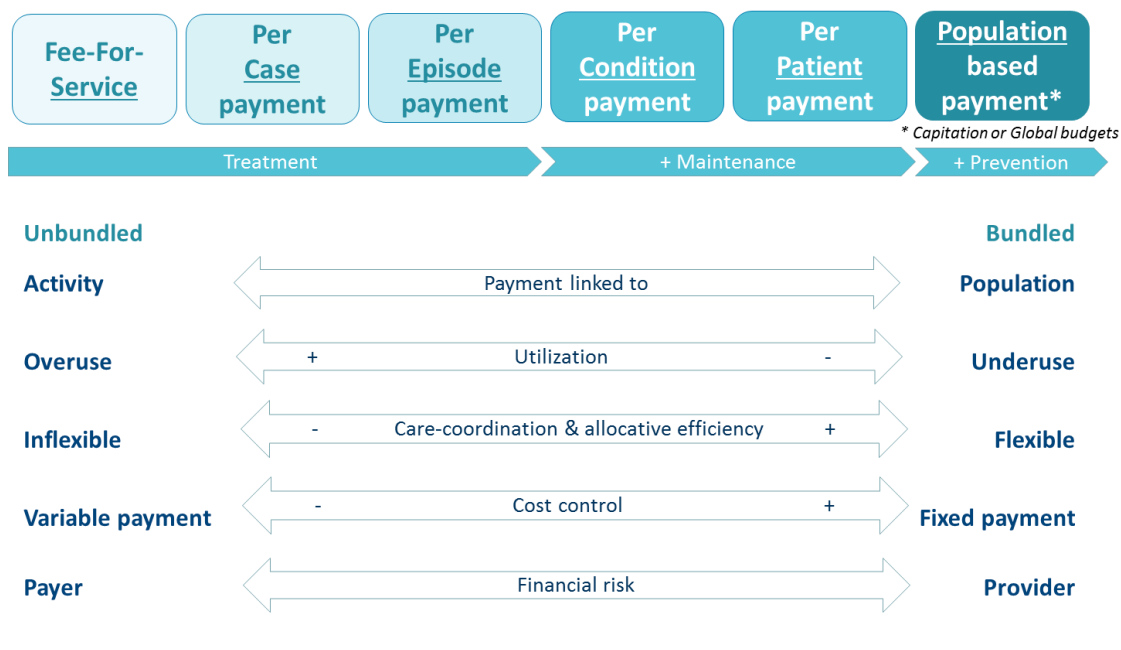 Fee-For-
Service
Per
Case
payment
Per
Episode
payment
Per
Condition
payment
Per
Patient
payment
Population
based
payment*
* Capitation or Global budgets
Treatment
+ Maintenance
+ Prevention
Unbundled
Bundled
Activity
Payment linked to
Population
Overuse
+
Utilization
-
Underuse
Inflexible
-
Care-coordination & allocative efficiency
+
Flexible
Variable payment
-
Cost control
+
Fixed payment
Payer
Financial risk
Provider